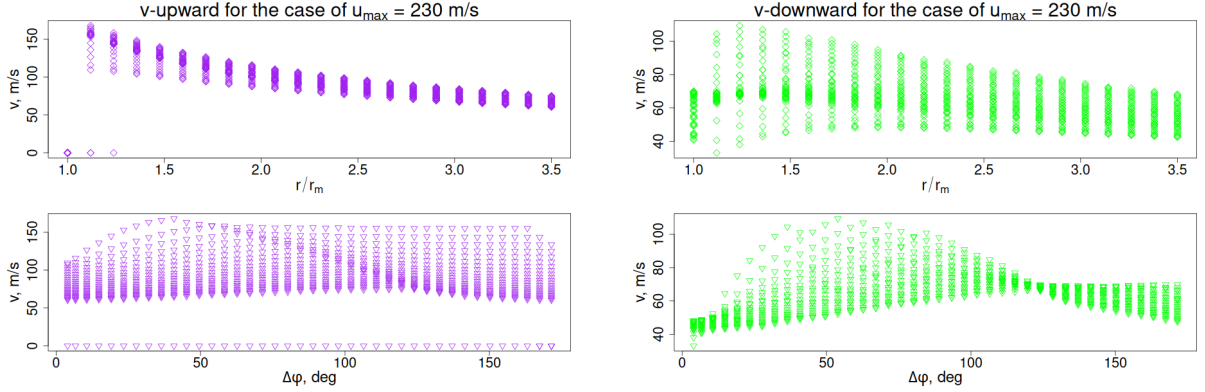 v-upward for the case of uₘₐₓ = 230 m/s
v, m/s
0 50 100 150
1.0 1.5 2.0 2.5 3.0 3.5
r/rₘ
v, m/s
0 50 100 150
0 50 100 150
Δφ, deg
v-downward for the case of uₘₐₓ = 230 m/s
v, m/s
40 60 80 100
1.0 1.5 2.0 2.5 3.0 3.5
r/rₘ
v, m/s
40 60 80 100
0 50 100 150
Δφ, deg